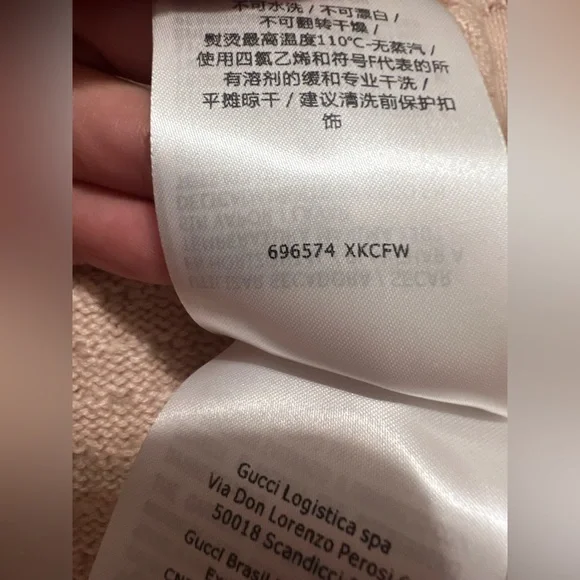 不可水洗 / 不可漂白 /
不可翻转干燥 /
熨烫最高温度110℃-无蒸汽 /
使用四氯乙烯和符号F代表的所
有溶剂的缓和专业干洗 /
平摊晾干 / 建议清洗前保护扣
饰
696574 XKCFW
Gucci Logistica spa
Via Don Lorenzo Perosi
50018 Scandicci
Gucci Brasil